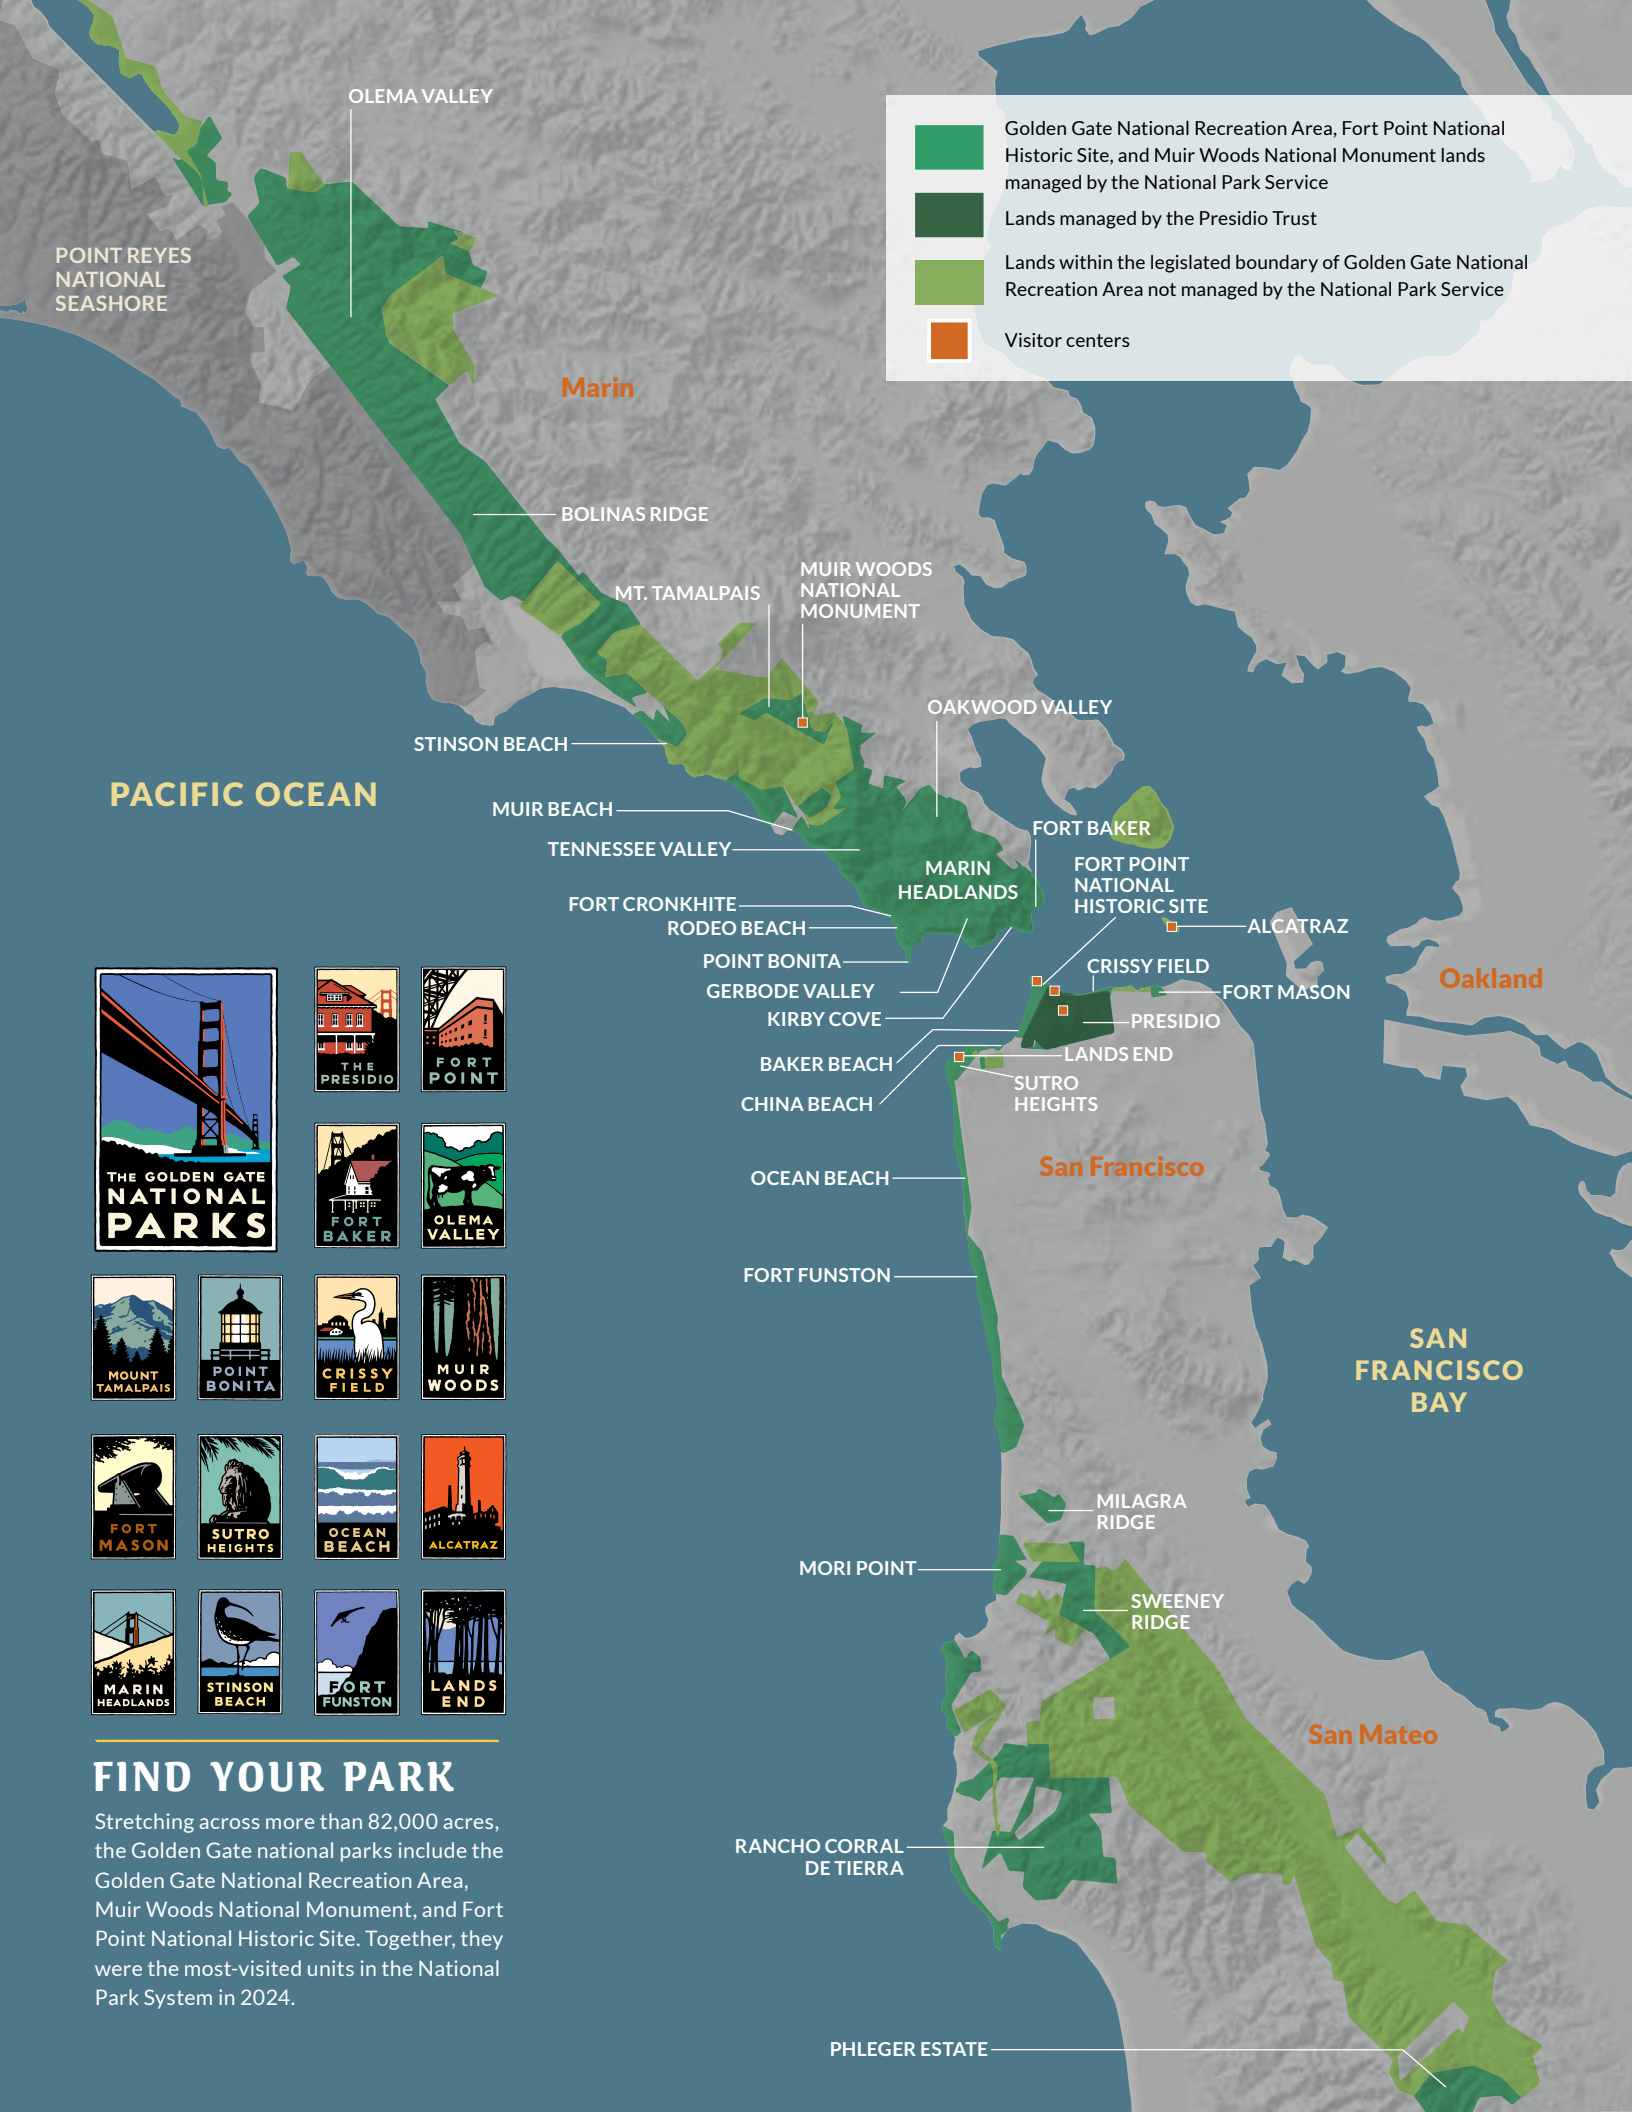 OLEMA VALLEY
Golden Gate National Recreation Area, Fort Point National
Historic Site, and Muir Woods National Monument lands
managed by the National Park Service
Lands managed by the Presidio Trust
Lands within the legislated boundary of Golden Gate National
Recreation Area not managed by the National Park Service
Visitor centers
POINT REYES
NATIONAL
SEASHORE
Marin
BOLINAS RIDGE
MT. TAMALPAIS
MUIR WOODS
NATIONAL
MONUMENT
OAKWOOD VALLEY
STINSON BEACH
PACIFIC OCEAN
MUIR BEACH
FORT BAKER
TENNESSEE VALLEY
MARIN
HEADLANDS
FORT POINT
NATIONAL
HISTORIC SITE
FORT CRONKHITE
RODEO BEACH
ALCATRAZ
POINT BONITA
CRISSY FIELD
Oakland
GERBODE VALLEY
FORT MASON
KIRBY COVE
PRESIDIO
BAKER BEACH
LANDS END
SUTRO
HEIGHTS
CHINA BEACH
San Francisco
OCEAN BEACH
FORT FUNSTON
SAN
FRANCISCO
BAY
MILAGRA
RIDGE
MORI POINT
SWEENEY
RIDGE
San Mateo
RANCHO CORRAL
DE TIERRA
PHLEGER ESTATE
THE GOLDEN GATE
NATIONAL
PARKS
THE
PRESIDIO
FORT
POINT
FORT
BAKER
OLEMA
VALLEY
MOUNT
TAMALPAIS
POINT
BONITA
CRISSY
FIELD
MUIR
WOODS
FORT
MASON
SUTRO
HEIGHTS
OCEAN
BEACH
ALCATRAZ
MARIN
HEADLANDS
STINSON
BEACH
FORT
FUNSTON
LANDS
END
FIND YOUR PARK
Stretching across more than 82,000 acres,
the Golden Gate national parks include the
Golden Gate National Recreation Area,
Muir Woods National Monument, and Fort
Point National Historic Site. Together, they
were the most-visited units in the National
Park System in 2024.